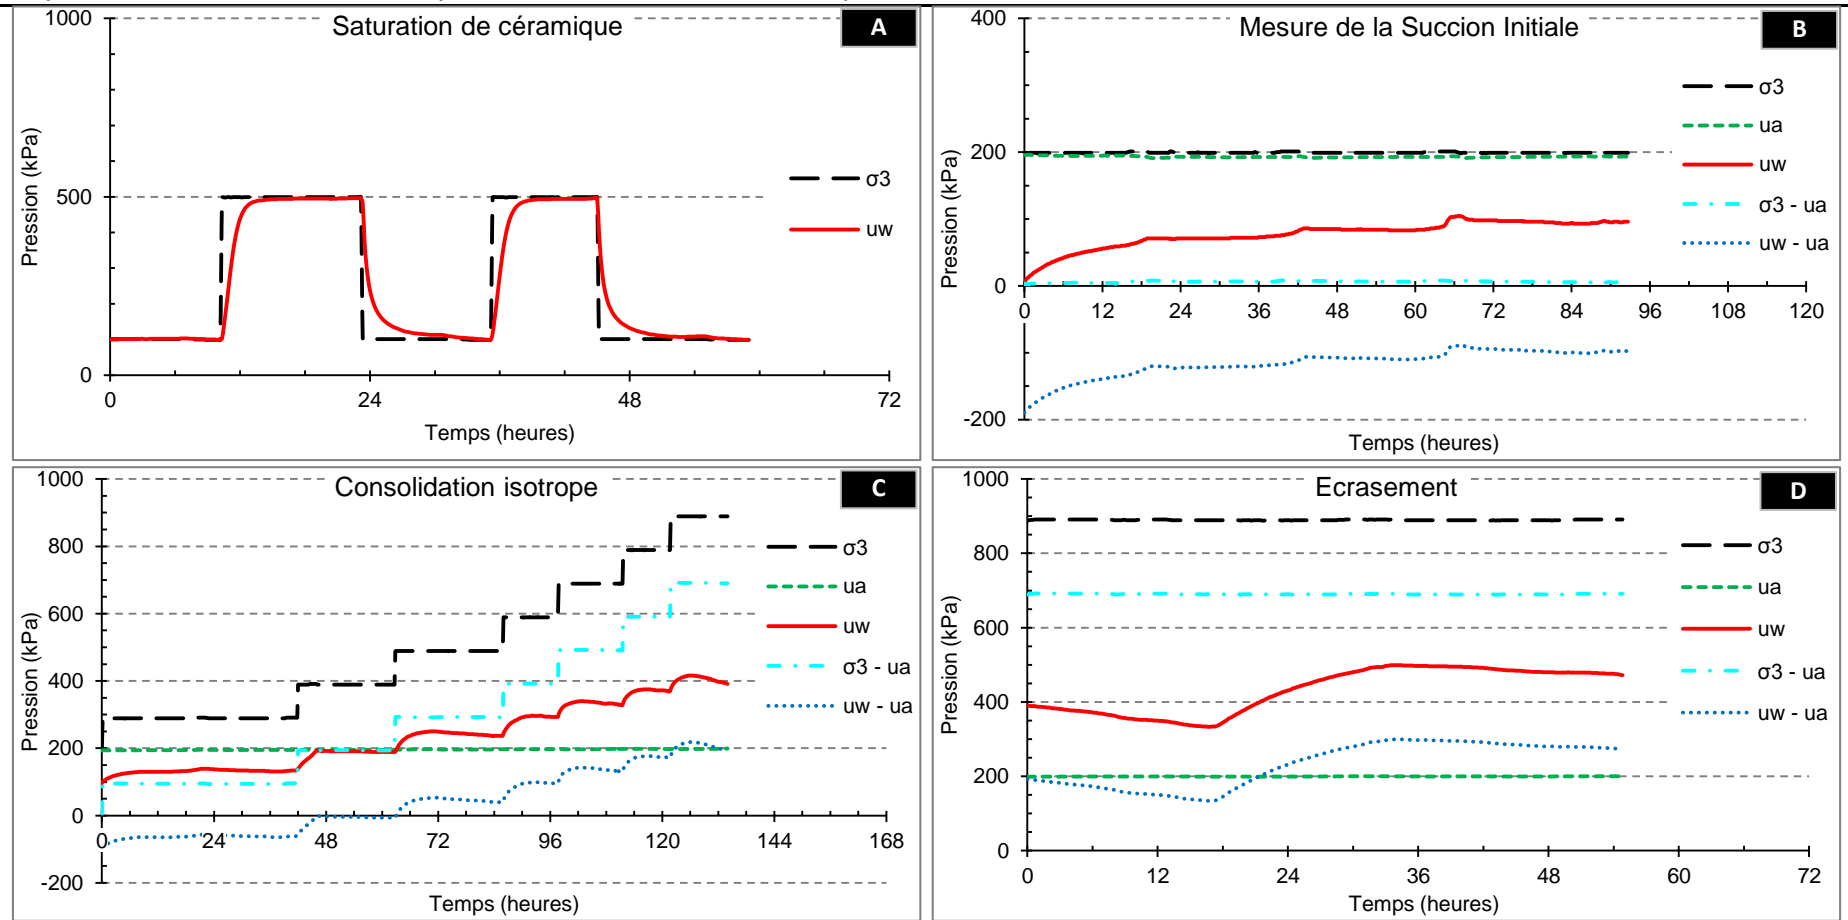 Saturation de céramique
A
1000
500
0
0
24
48
72
Pression (kPa)
Temps (heures)
σ3
uw
Mesure de la Succion Initiale
B
400
200
0
-200
0
12
24
36
48
60
72
84
96
108
120
Pression (kPa)
Temps (heures)
σ3
ua
uw
σ3 - ua
uw - ua
Consolidation isotrope
C
1000
800
600
400
200
0
-200
0
24
48
72
96
120
144
168
Pression (kPa)
Temps (heures)
σ3
ua
uw
σ3 - ua
uw - ua
Ecrasement
D
1000
800
600
400
200
0
0
12
24
36
48
60
72
Pression (kPa)
Temps (heures)
σ3
ua
uw
σ3 - ua
uw - ua